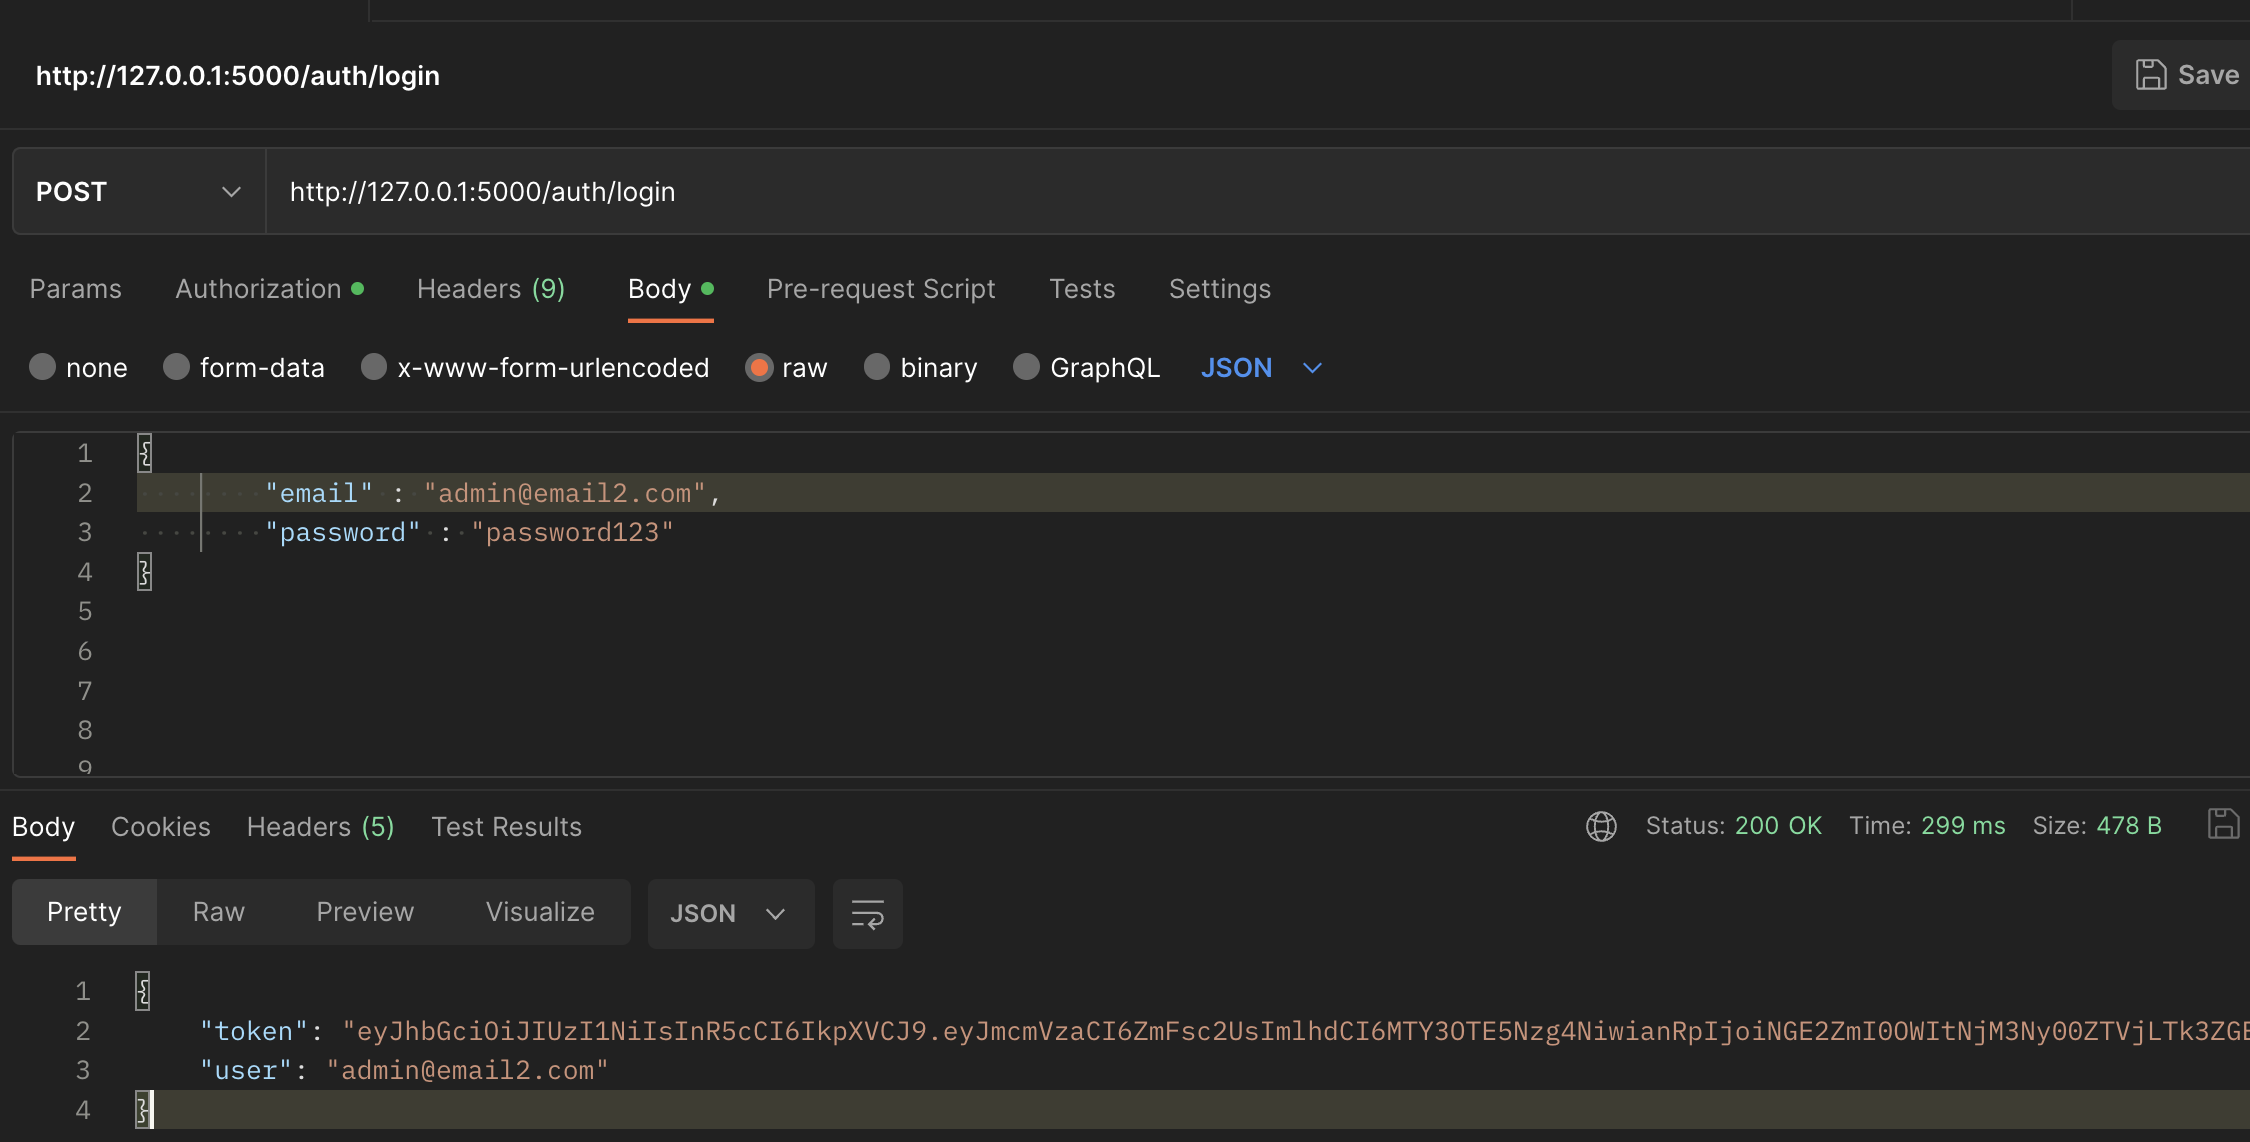 http://127.0.0.1:5000/auth/login
Save
POST http://127.0.0.1:5000/auth/login
Params Authorization Headers (9) Body Pre-request Script Tests Settings
none form-data x-www-form-urlencoded raw binary GraphQL JSON
1 {
2 "email" : "admin@email2.com",
3 "password" : "password123"
4 }
5
6
7
8
9
Body Cookies Headers (5) Test Results Status: 200 OK Time: 299 ms Size: 478 B
Pretty Raw Preview Visualize JSON
1 {
2 "token": "eyJhbGciOiJIUzI1NiIsInR5cCI6IkpXVCJ9.eyJmcmVzaCI6ZmFsc2UsImlhdCI6MTY3OTE5Nzg4NiwianRpIjoiNGE2ZmI0OWItNjM3Ny00ZTVjLTk3ZGE
3 "user": "admin@email2.com"
4 }